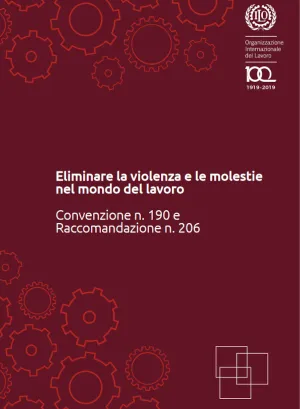 ILO
Organizzazione
Internazionale
del Lavoro
100
1919•2019
Eliminare la violenza e le molestie
nel mondo del lavoro
Convenzione n. 190 e
Raccomandazione n. 206